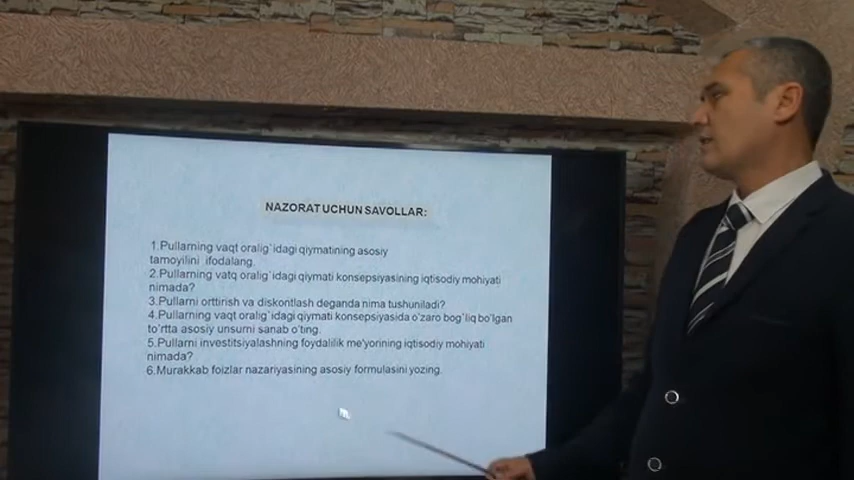 NAZORAT UCHUN SAVOLLAR:
1.Pullarning vaqt oralig`idagi qiymatining asosiy
tamoyilini ifodalang.
2.Pullarning vatq oralig`idagi qiymati konsepsiyasining iqtisodiy mohiyati
nimada?
3.Pullarni orttirish va diskontlash deganda nima tushuniladi?
4.Pullarning vaqt oralig`idagi qiymati konsepsiyasida o'zaro bog`liq bo'lgan
to'rtta asosiy unsurni sanab o'ting.
5.Pullarni investitsiyalashning foydalilik me'yorining iqtisodiy mohiyati
nimada?
6.Murakkab foizlar nazariyasining asosiy formulasini yozing.